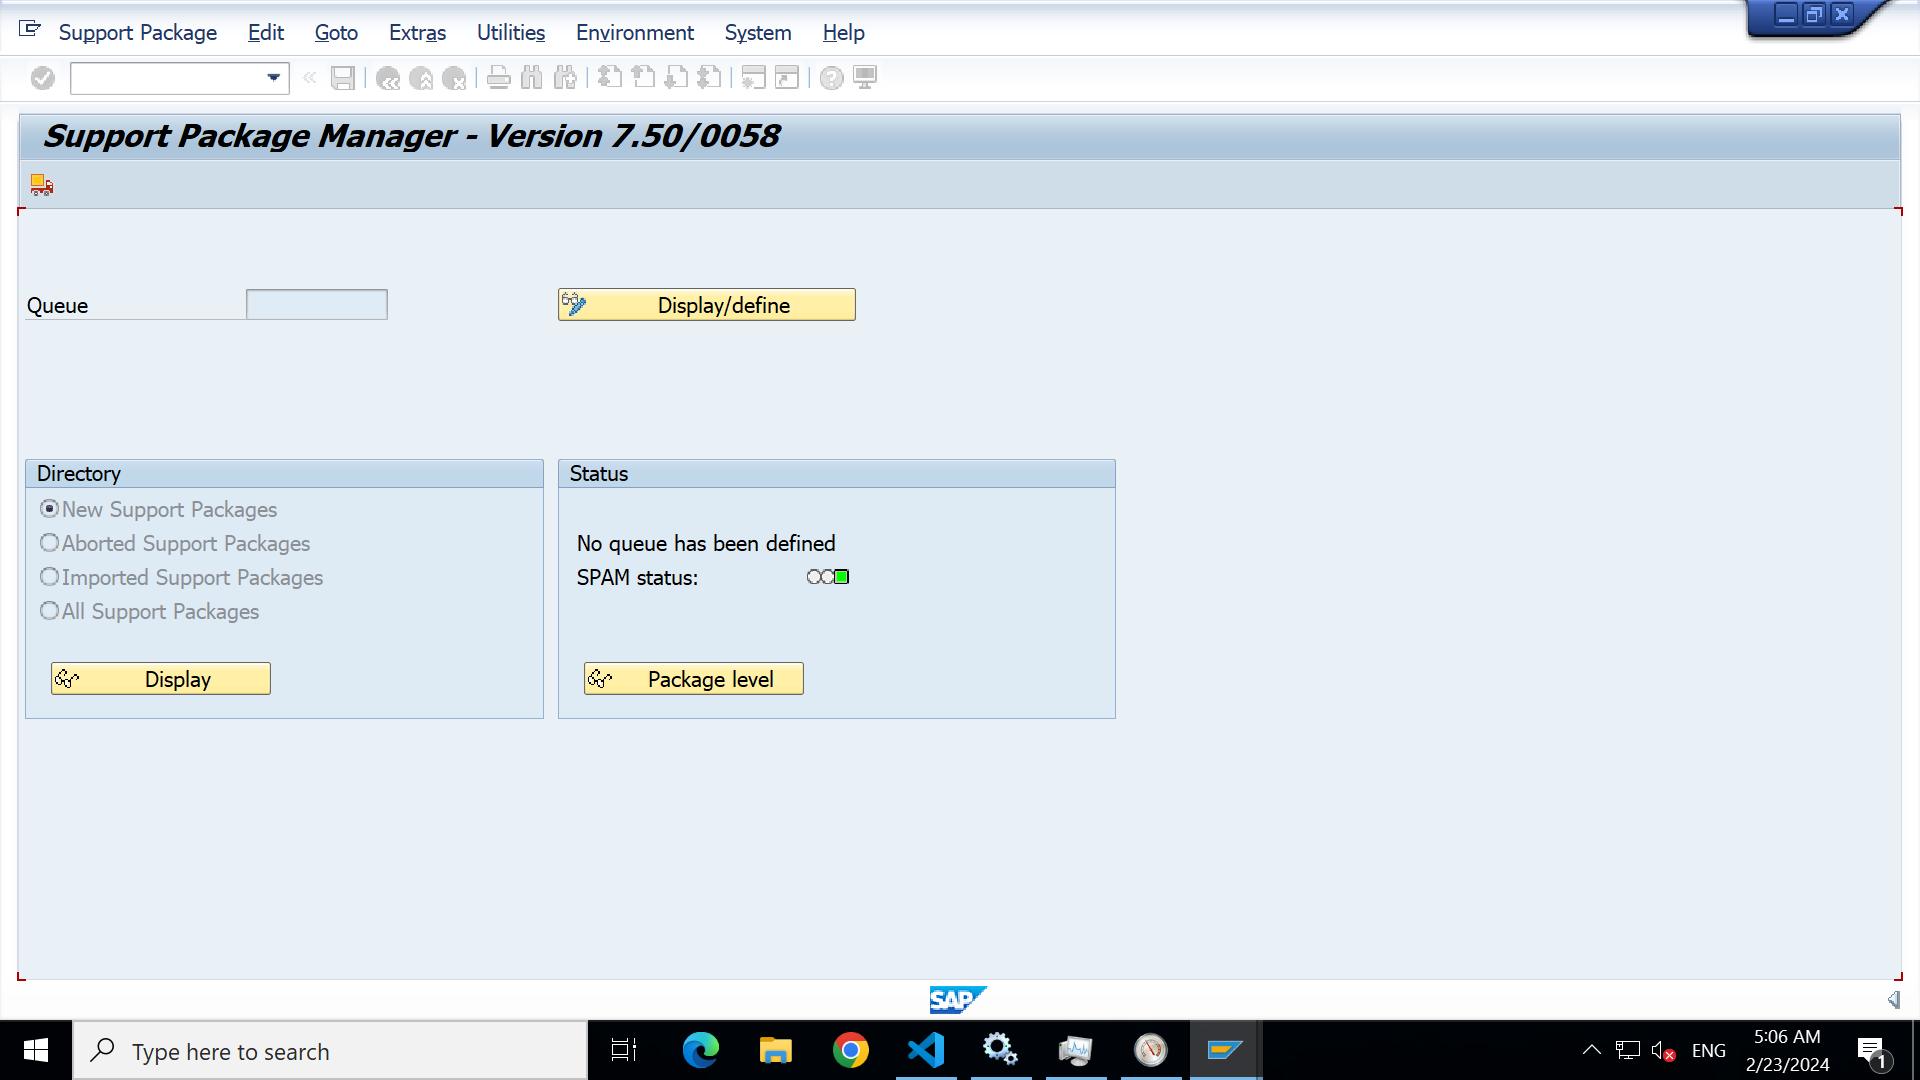 Support Package Edit Goto Extras Utilities Environment System Help
Support Package Manager - Version 7.50/0058
Queue Display/define
Directory
New Support Packages
Aborted Support Packages
Imported Support Packages
All Support Packages
Display
Status
No queue has been defined
SPAM status:
Package level
SAP
Type here to search
ENG
5:06 AM
2/23/2024
1